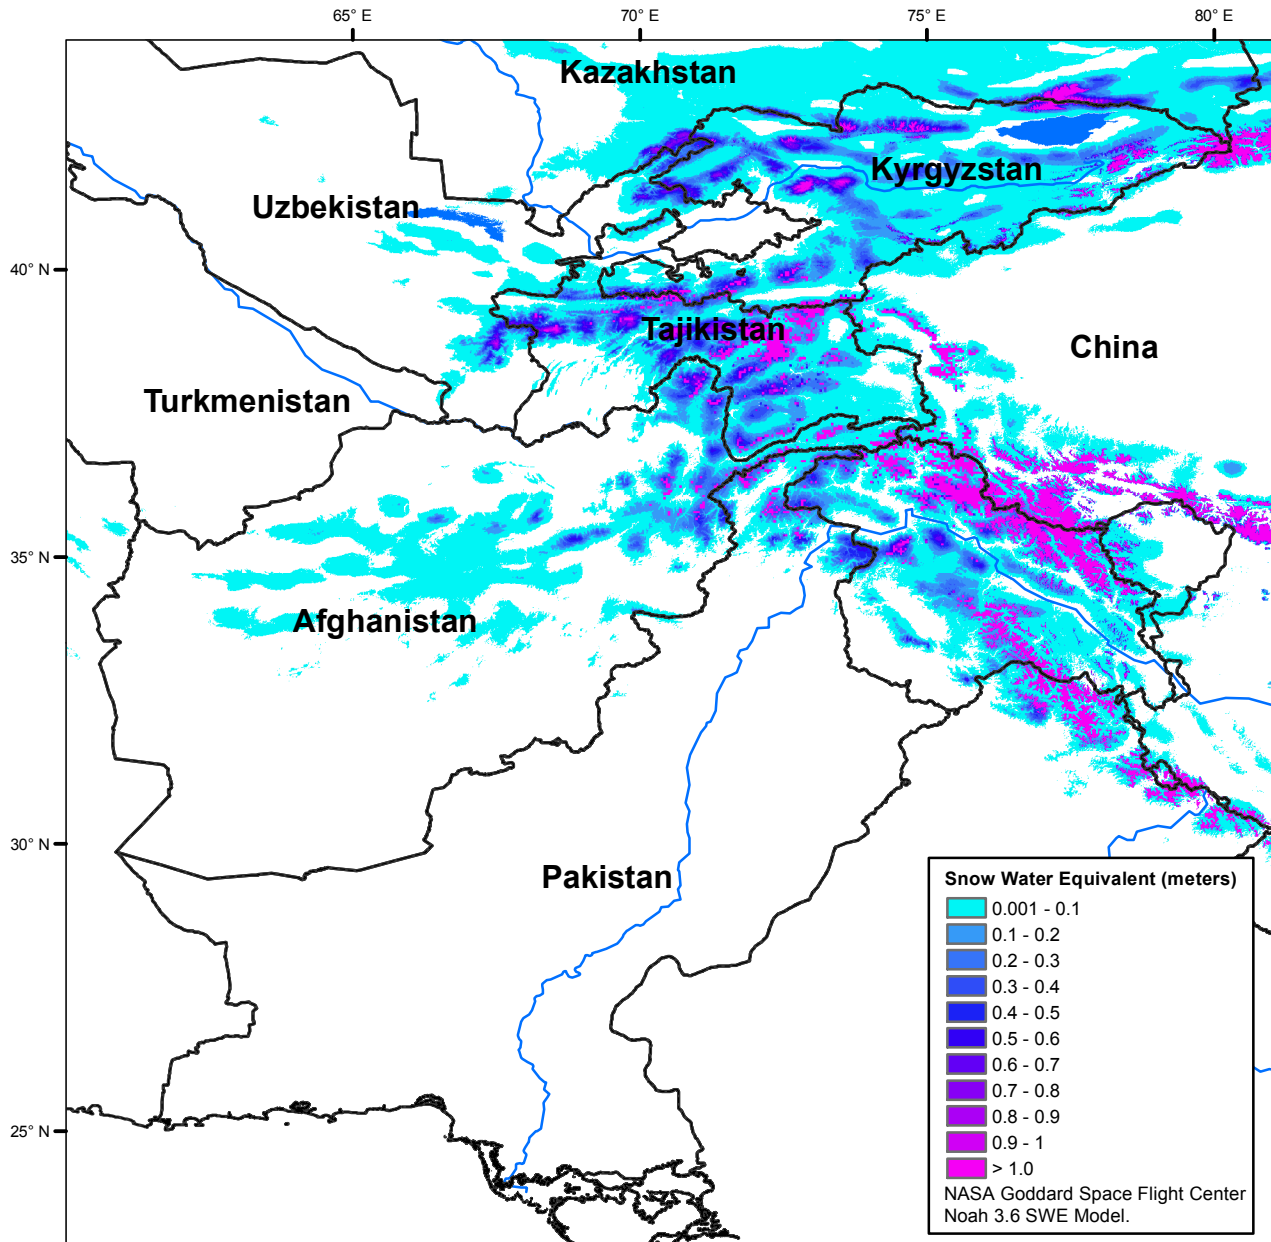 65° E
70° E
75° E
80° E
Kazakhstan
Kyrgyzstan
Uzbekistan
40° N
Tajikistan
China
Turkmenistan
35° N
Afghanistan
30° N
Pakistan
25° N
Snow Water Equivalent (meters)
0.001 - 0.1
0.1 - 0.2
0.2 - 0.3
0.3 - 0.4
0.4 - 0.5
0.5 - 0.6
0.6 - 0.7
0.7 - 0.8
0.8 - 0.9
0.9 - 1
> 1.0
NASA Goddard Space Flight Center
Noah 3.6 SWE Model.